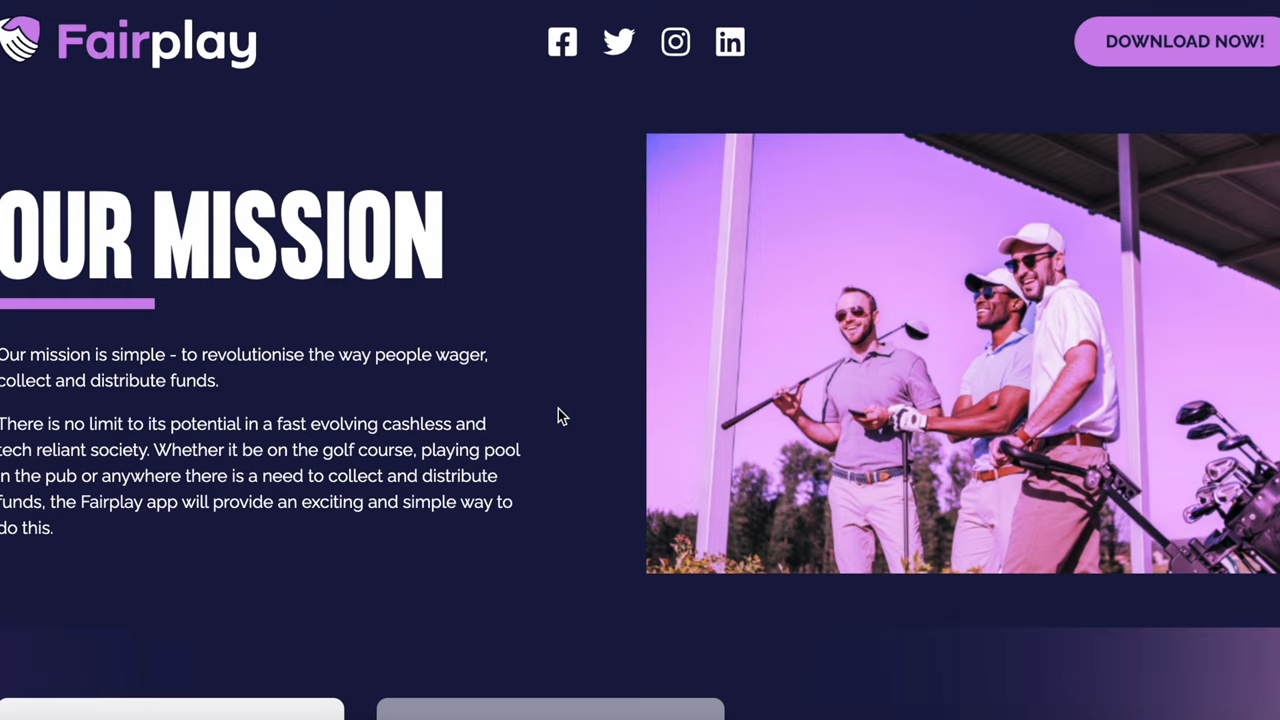 Fairplay
DOWNLOAD NOW!
OUR MISSION
Our mission is simple - to revolutionise the way people wager,
collect and distribute funds.
There is no limit to its potential in a fast evolving cashless and
tech reliant society. Whether it be on the golf course, playing pool
in the pub or anywhere there is a need to collect and distribute
funds, the Fairplay app will provide an exciting and simple way to
do this.